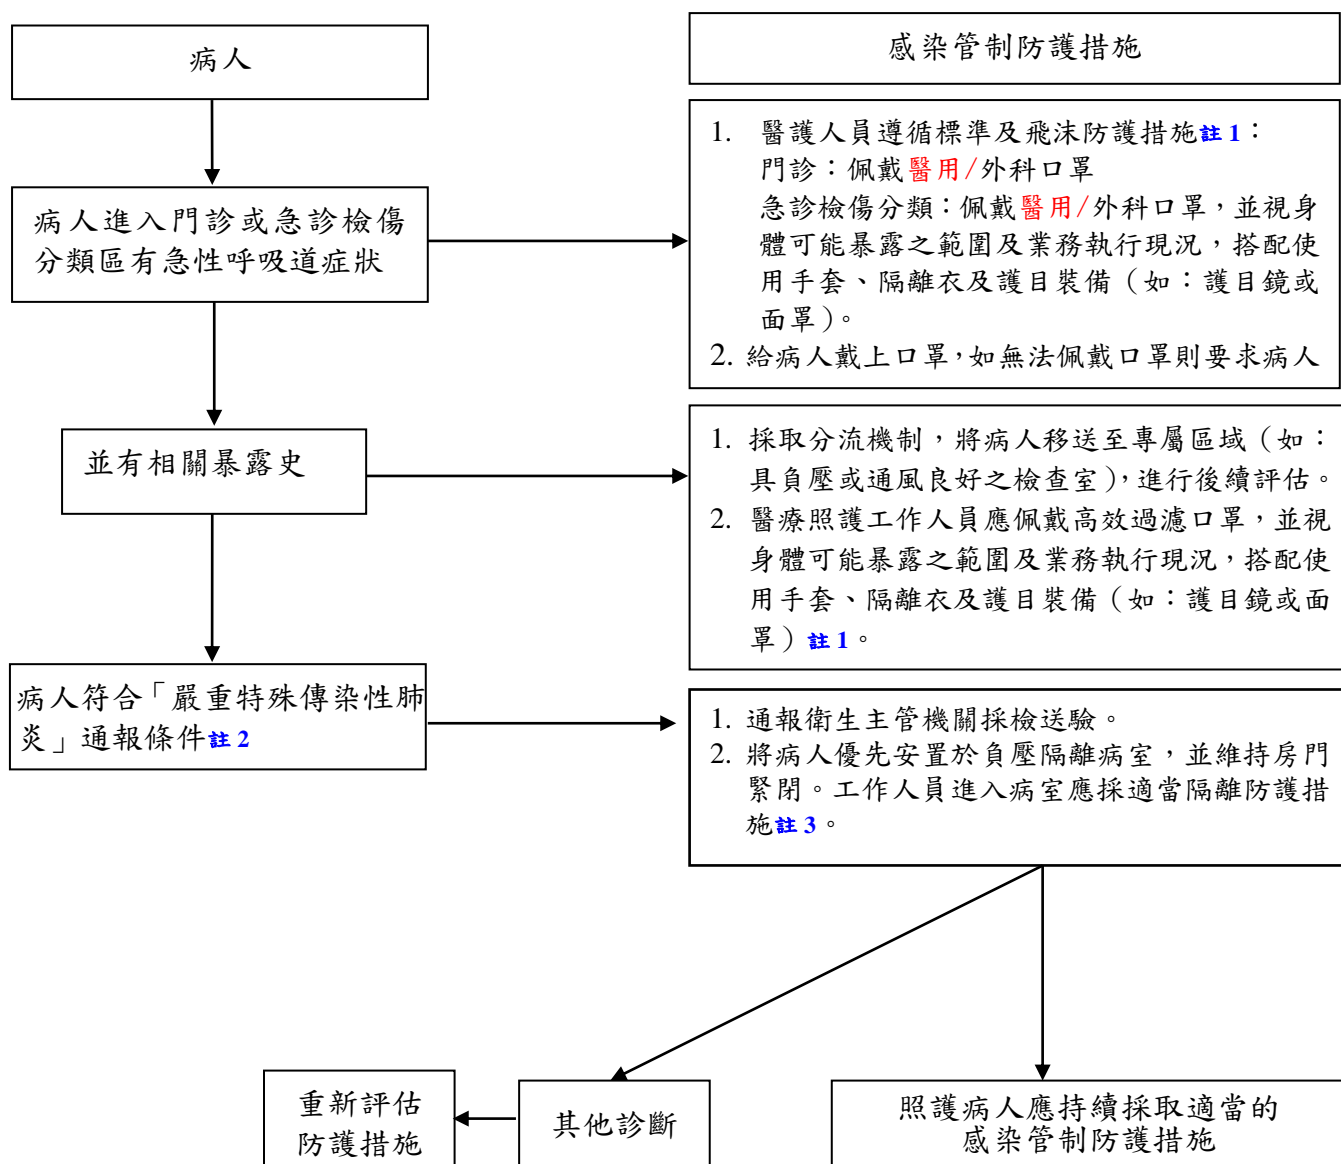 病人
感染管制防護措施
1. 醫護人員遵循標準及飛沫防護措施註 1：
門診：佩戴醫用/外科口罩
急診檢傷分類：佩戴醫用/外科口罩，並視身
體可能暴露之範圍及業務執行現況，搭配使
用手套、隔離衣及護目裝備（如：護目鏡或
面罩）。
2. 給病人戴上口罩，如無法佩戴口罩則要求病人
病人進入門診或急診檢傷
分類區有急性呼吸道症狀
並有相關暴露史
1. 採取分流機制，將病人移送至專屬區域（如：
具負壓或通風良好之檢查室），進行後續評估。
2. 醫療照護工作人員應佩戴高效過濾口罩，並視
身體可能暴露之範圍及業務執行現況，搭配使
用手套、隔離衣及護目裝備（如：護目鏡或面
罩）註 1。
病人符合「嚴重特殊傳染性肺
炎」通報條件註 2
1. 通報衛生主管機關採檢送驗。
2. 將病人優先安置於負壓隔離病室，並維持房門
緊閉。工作人員進入病室應採適當隔離防護措
施註 3。
重新評估
防護措施
其他診斷
照護病人應持續採取適當的
感染管制防護措施